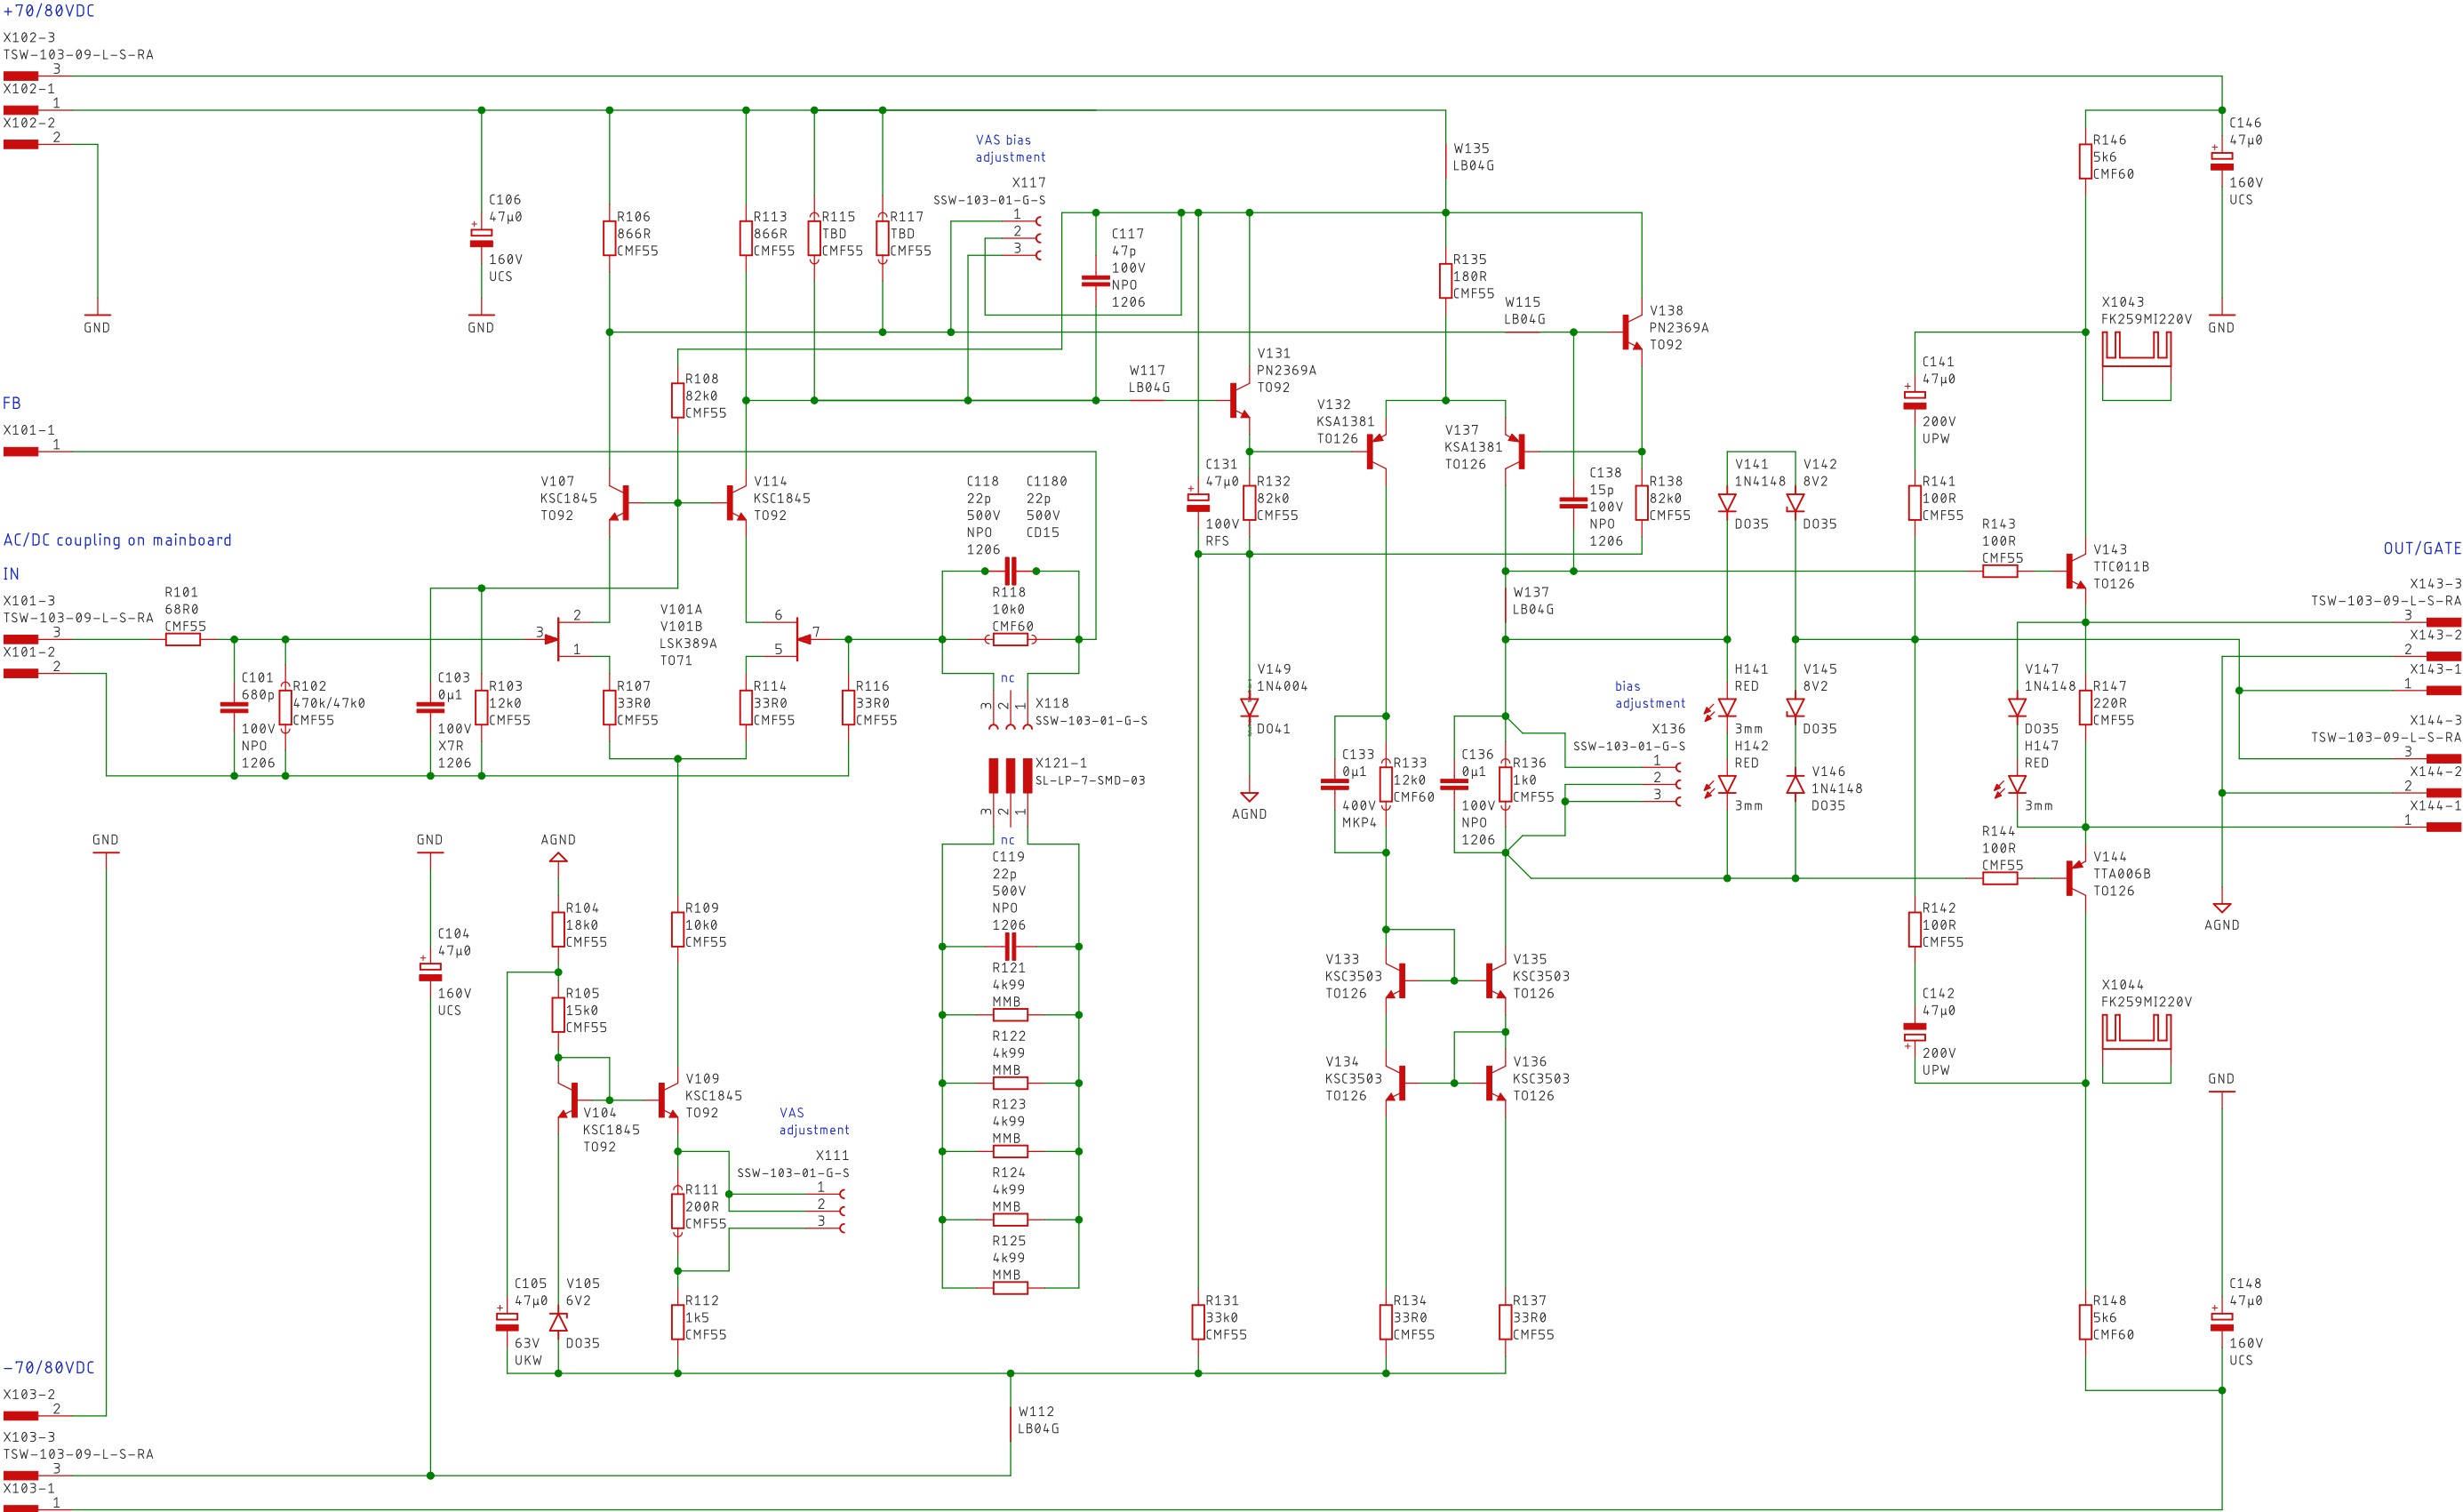 +70/80VDC
X102-3
TSW-103-09-L-S-RA
3
X102-1
1
X102-2
2
GND
C106
47µ0
+
160V
UCS
GND
R106
866R
CMF55
R113
866R
CMF55
R115
TBD
CMF55
R117
TBD
CMF55
VAS bias
adjustment
X117
SSW-103-01-G-S
1
2
3
C117
47p
100V
NPO
1206
W135
LB04G
R135
180R
CMF55
W115
LB04G
V138
PN2369A
TO92
R146
5k6
CMF60
C146
47µ0
+
160V
UCS
GND
X1043
FK259MI220V
FB
X101-1
1
R108
82k0
CMF55
W117
LB04G
V131
PN2369A
TO92
V132
KSA1381
TO126
V137
KSA1381
TO126
C141
47µ0
+
200V
UPW
V107
KSC1845
TO92
V114
KSC1845
TO92
C118
22p
500V
NPO
1206
C1180
22p
500V
CD15
C131
47µ0
+
100V
RFS
R132
82k0
CMF55
C138
15p
100V
NPO
1206
R138
82k0
CMF55
V141
1N4148
DO35
V142
8V2
DO35
R141
100R
CMF55
R143
100R
CMF55
V143
TTC011B
TO126
AC/DC coupling on mainboard
IN
X101-3
TSW-103-09-L-S-RA
3
X101-2
2
R101
68R0
CMF55
C101
680p
100V
NPO
1206
R102
470k/47k0
CMF55
C103
0µ1
100V
X7R
1206
R103
12k0
CMF55
3
2
1
V101A
V101B
LSK389A
TO71
6
7
5
R107
33R0
CMF55
R114
33R0
CMF55
R116
33R0
CMF55
R118
10k0
CMF60
nc
3
2
1
X118
SSW-103-01-G-S
X121-1
SL-LP-7-SMD-03
3
2
1
nc
W137
LB04G
V149
1N4004
DO41
AGND
C133
0µ1
400V
MKP4
R133
12k0
CMF60
C136
0µ1
100V
NPO
1206
R136
1k0
CMF55
bias
adjustment
X136
SSW-103-01-G-S
1
2
3
H141
RED
3mm
H142
RED
3mm
V145
8V2
DO35
V146
1N4148
DO35
V147
1N4148
DO35
H147
RED
3mm
R147
220R
CMF55
OUT/GATE
X143-3
TSW-103-09-L-S-RA
3
X143-2
2
X143-1
1
X144-3
TSW-103-09-L-S-RA
3
X144-2
2
X144-1
1
R144
100R
CMF55
V144
TTA006B
TO126
AGND
GND
GND
AGND
C104
47µ0
+
160V
UCS
R104
18k0
CMF55
R105
15k0
CMF55
R109
10k0
CMF55
V104
KSC1845
TO92
V109
KSC1845
TO92
VAS
adjustment
X111
SSW-103-01-G-S
1
2
3
R111
200R
CMF55
C105
47µ0
+
63V
UKW
V105
6V2
DO35
R112
1k5
CMF55
C119
22p
500V
NPO
1206
R121
4k99
MMB
R122
4k99
MMB
R123
4k99
MMB
R124
4k99
MMB
R125
4k99
MMB
V133
KSC3503
TO126
V135
KSC3503
TO126
V134
KSC3503
TO126
V136
KSC3503
TO126
R131
33k0
CMF55
R134
33R0
CMF55
R137
33R0
CMF55
R142
100R
CMF55
C142
47µ0
+
200V
UPW
X1044
FK259MI220V
GND
R148
5k6
CMF60
C148
47µ0
+
160V
UCS
-70/80VDC
X103-2
2
X103-3
TSW-103-09-L-S-RA
3
X103-1
1
W112
LB04G